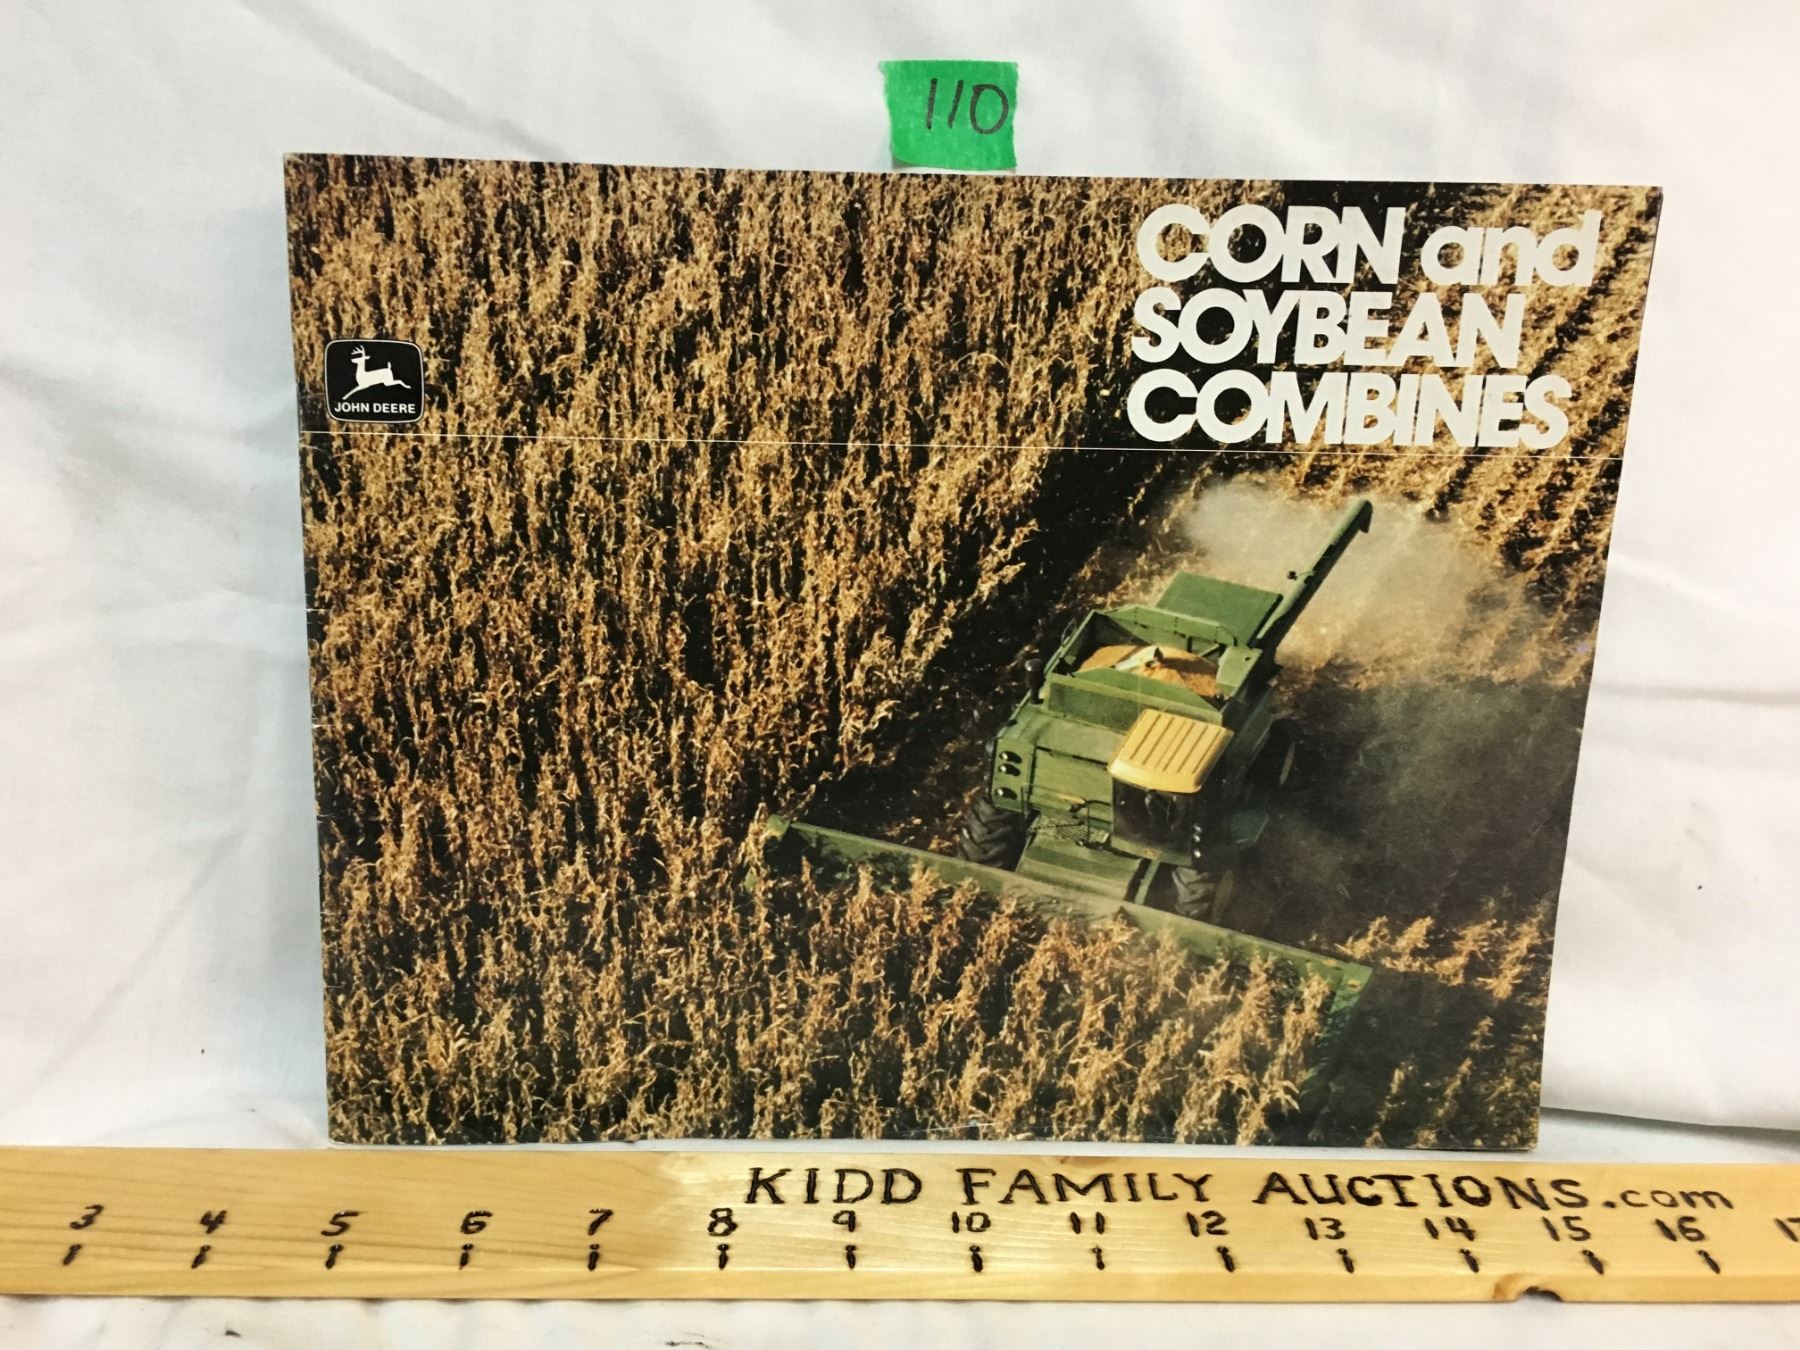 110
CORN and
SOYBEAN
COMBINES
JOHN DEERE
KIDD FAMILY AUCTIONS.com
3 4 5 6 7 8 9 10 11 12 13 14 15 16